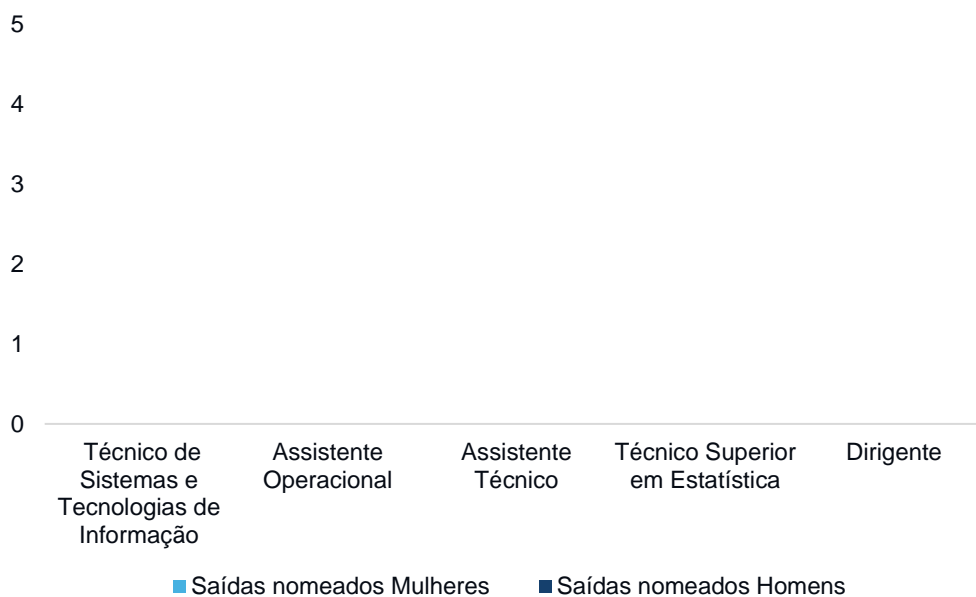 5
4
3
2
1
0
Técnico de
Sistemas e
Tecnologias de
Informação
Assistente
Operacional
Assistente
Técnico
Técnico Superior
em Estatística
Dirigente
Saídas nomeados Mulheres
Saídas nomeados Homens